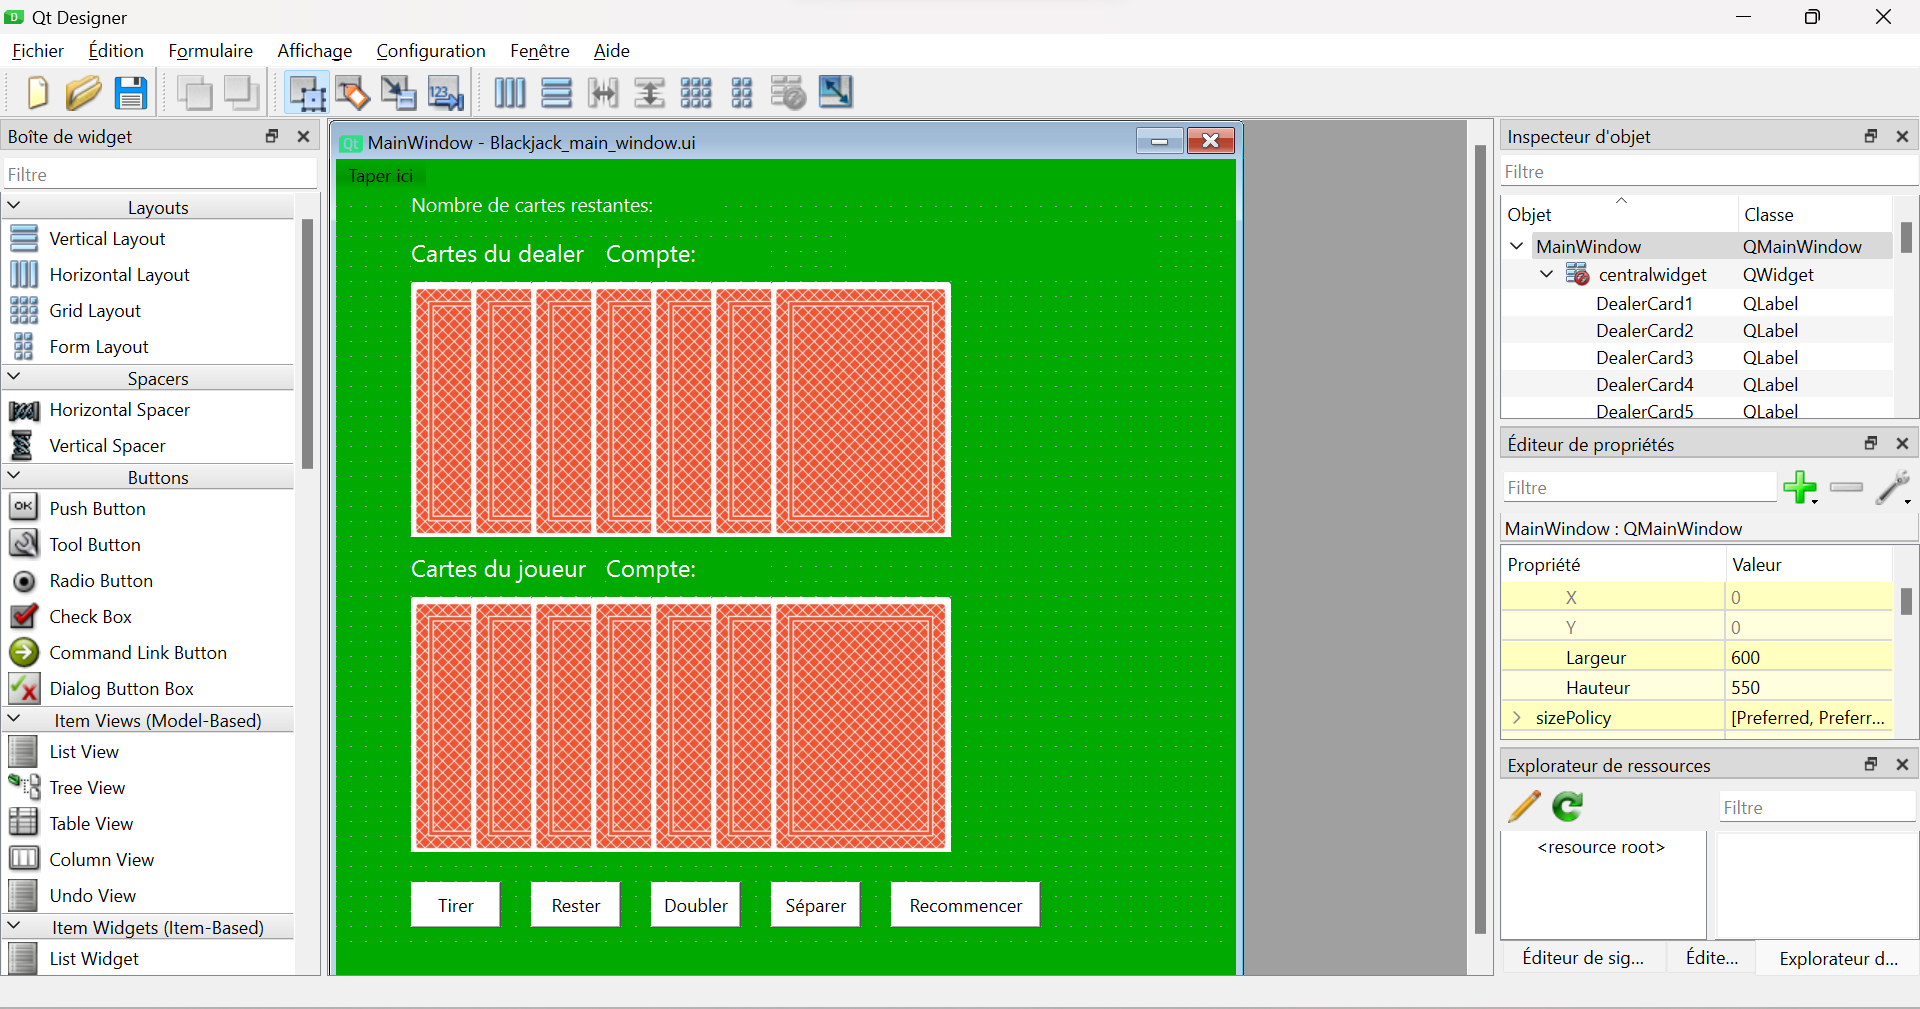 Qt Designer
Fichier Édition Formulaire Affichage Configuration Fenêtre Aide
123
Boîte de widget
Filtre
Layouts
Vertical Layout
Horizontal Layout
Grid Layout
Form Layout
Spacers
Horizontal Spacer
Vertical Spacer
Buttons
OK Push Button
Tool Button
Radio Button
Check Box
Command Link Button
Dialog Button Box
Item Views (Model-Based)
List View
Tree View
Table View
Column View
Undo View
Item Widgets (Item-Based)
List Widget
Qt MainWindow - Blackjack_main_window.ui
Taper ici
Nombre de cartes restantes:
Cartes du dealer Compte:
Cartes du joueur Compte:
Tirer Rester Doubler Séparer Recommencer
Inspecteur d'objet
Filtre
Objet Classe
MainWindow QMainWindow
centralwidget QWidget
DealerCard1 QLabel
DealerCard2 QLabel
DealerCard3 QLabel
DealerCard4 QLabel
DealerCard5 QLabel
Éditeur de propriétés
Filtre
MainWindow : QMainWindow
Propriété Valeur
X 0
Y 0
Largeur 600
Hauteur 550
sizePolicy [Preferred, Preferr...
Explorateur de ressources
Filtre
<resource root>
Éditeur de sig... Édite... Explorateur d...